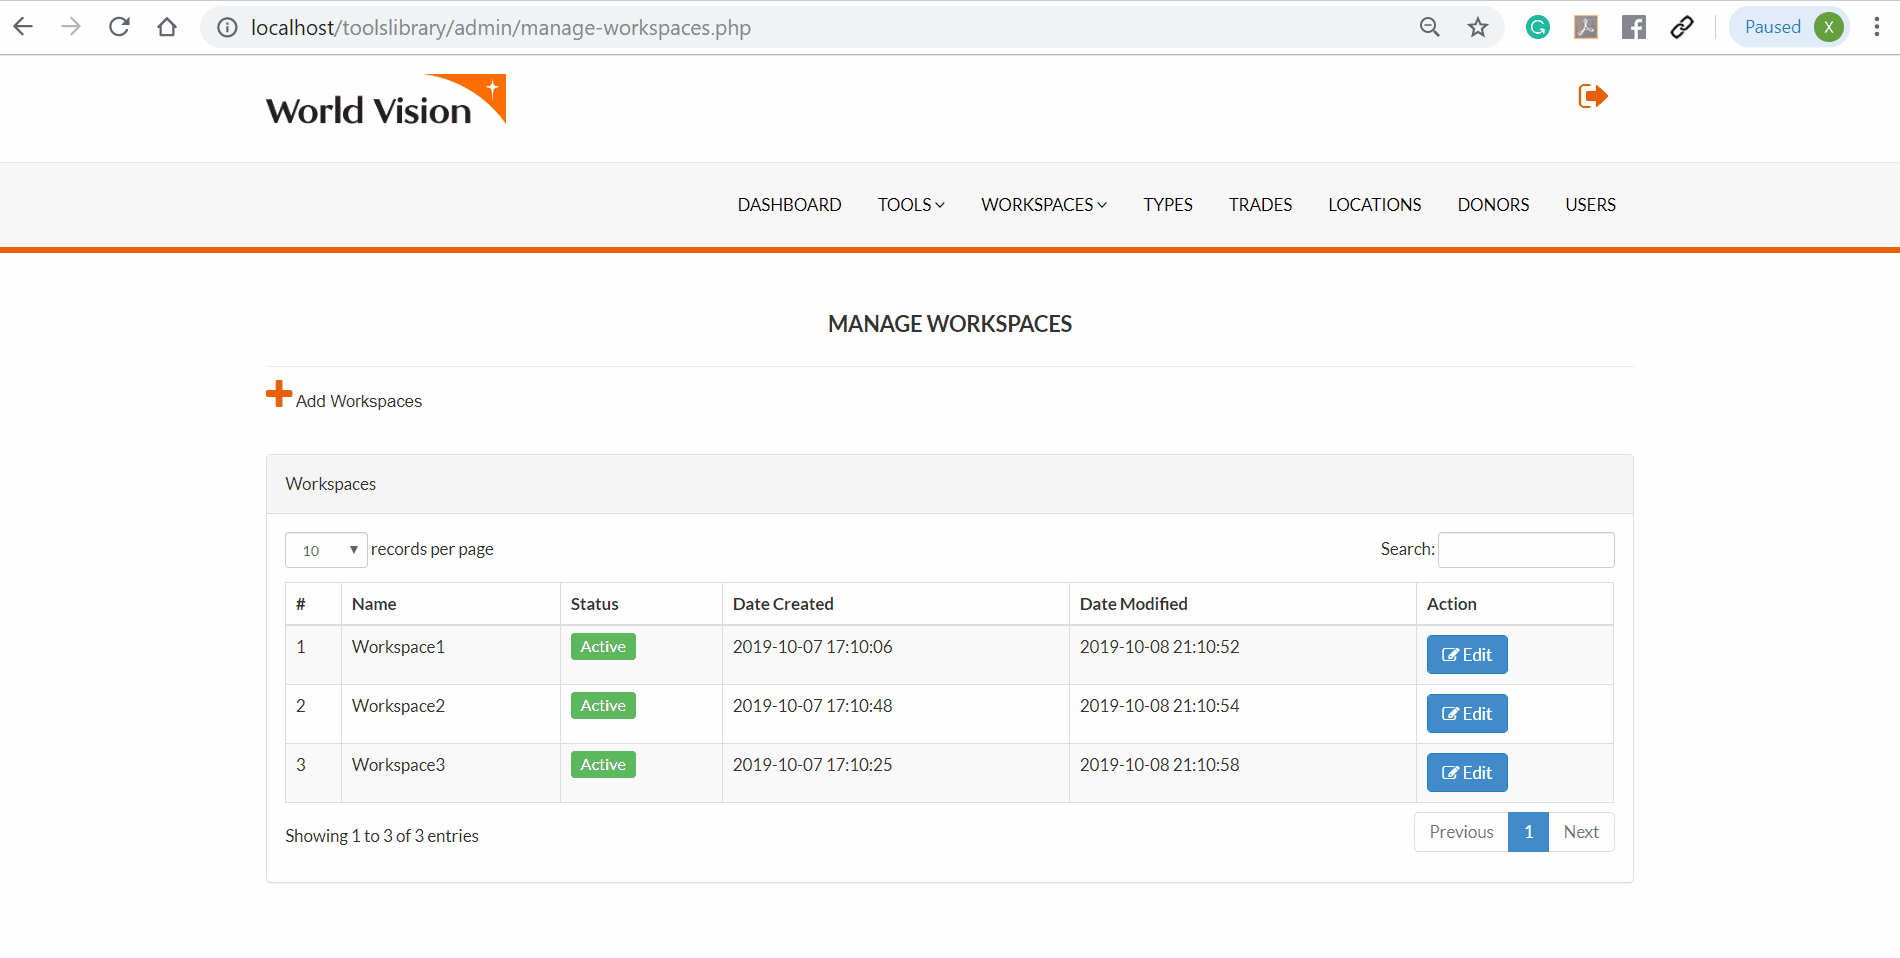 localhost/toolslibrary/admin/manage-workspaces.php
Paused X
World Vision
DASHBOARD TOOLS WORKSPACES TYPES TRADES LOCATIONS DONORS USERS
MANAGE WORKSPACES
Add Workspaces
Workspaces
10 records per page Search:
# Name Status Date Created Date Modified Action
1 Workspace1 Active 2019-10-07 17:10:06 2019-10-08 21:10:52 Edit
2 Workspace2 Active 2019-10-07 17:10:48 2019-10-08 21:10:54 Edit
3 Workspace3 Active 2019-10-07 17:10:25 2019-10-08 21:10:58 Edit
Showing 1 to 3 of 3 entries Previous 1 Next